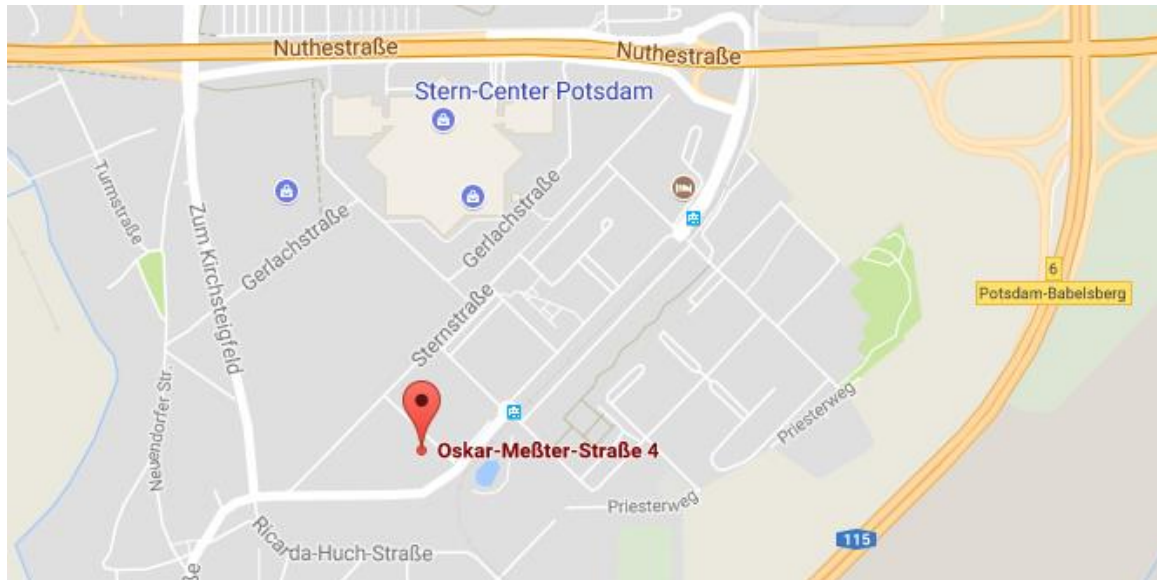 Nuthestraße
Nuthestraße
Stern-Center Potsdam
Turmstraße
Zum Kirchsteigfeld
Gerlachstraße
Gerlachstraße
6
Potsdam-Babelsberg
Sternstraße
Neuendorfer Str.
Priesterweg
Oskar-Meßter-Straße 4
Priesterweg
Ricarda-Huch-Straße
115
ße